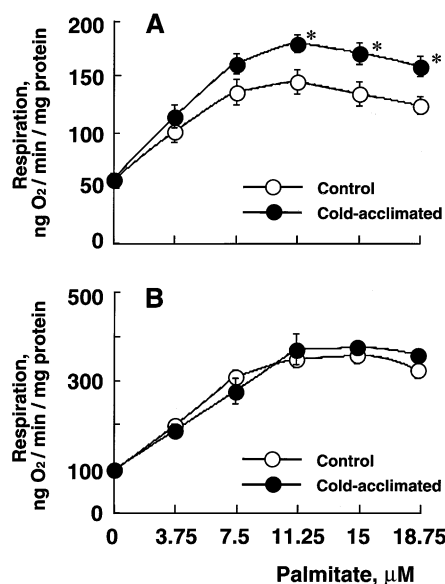 A
200
150
100
50
0
Respiration,
ng O2 / min / mg protein
*
*
*
Control
Cold-acclimated
B
500
300
100
0
Respiration,
ng O2 / min / mg protein
Control
Cold-acclimated
0 3.75 7.5 11.25 15 18.75
Palmitate, μM